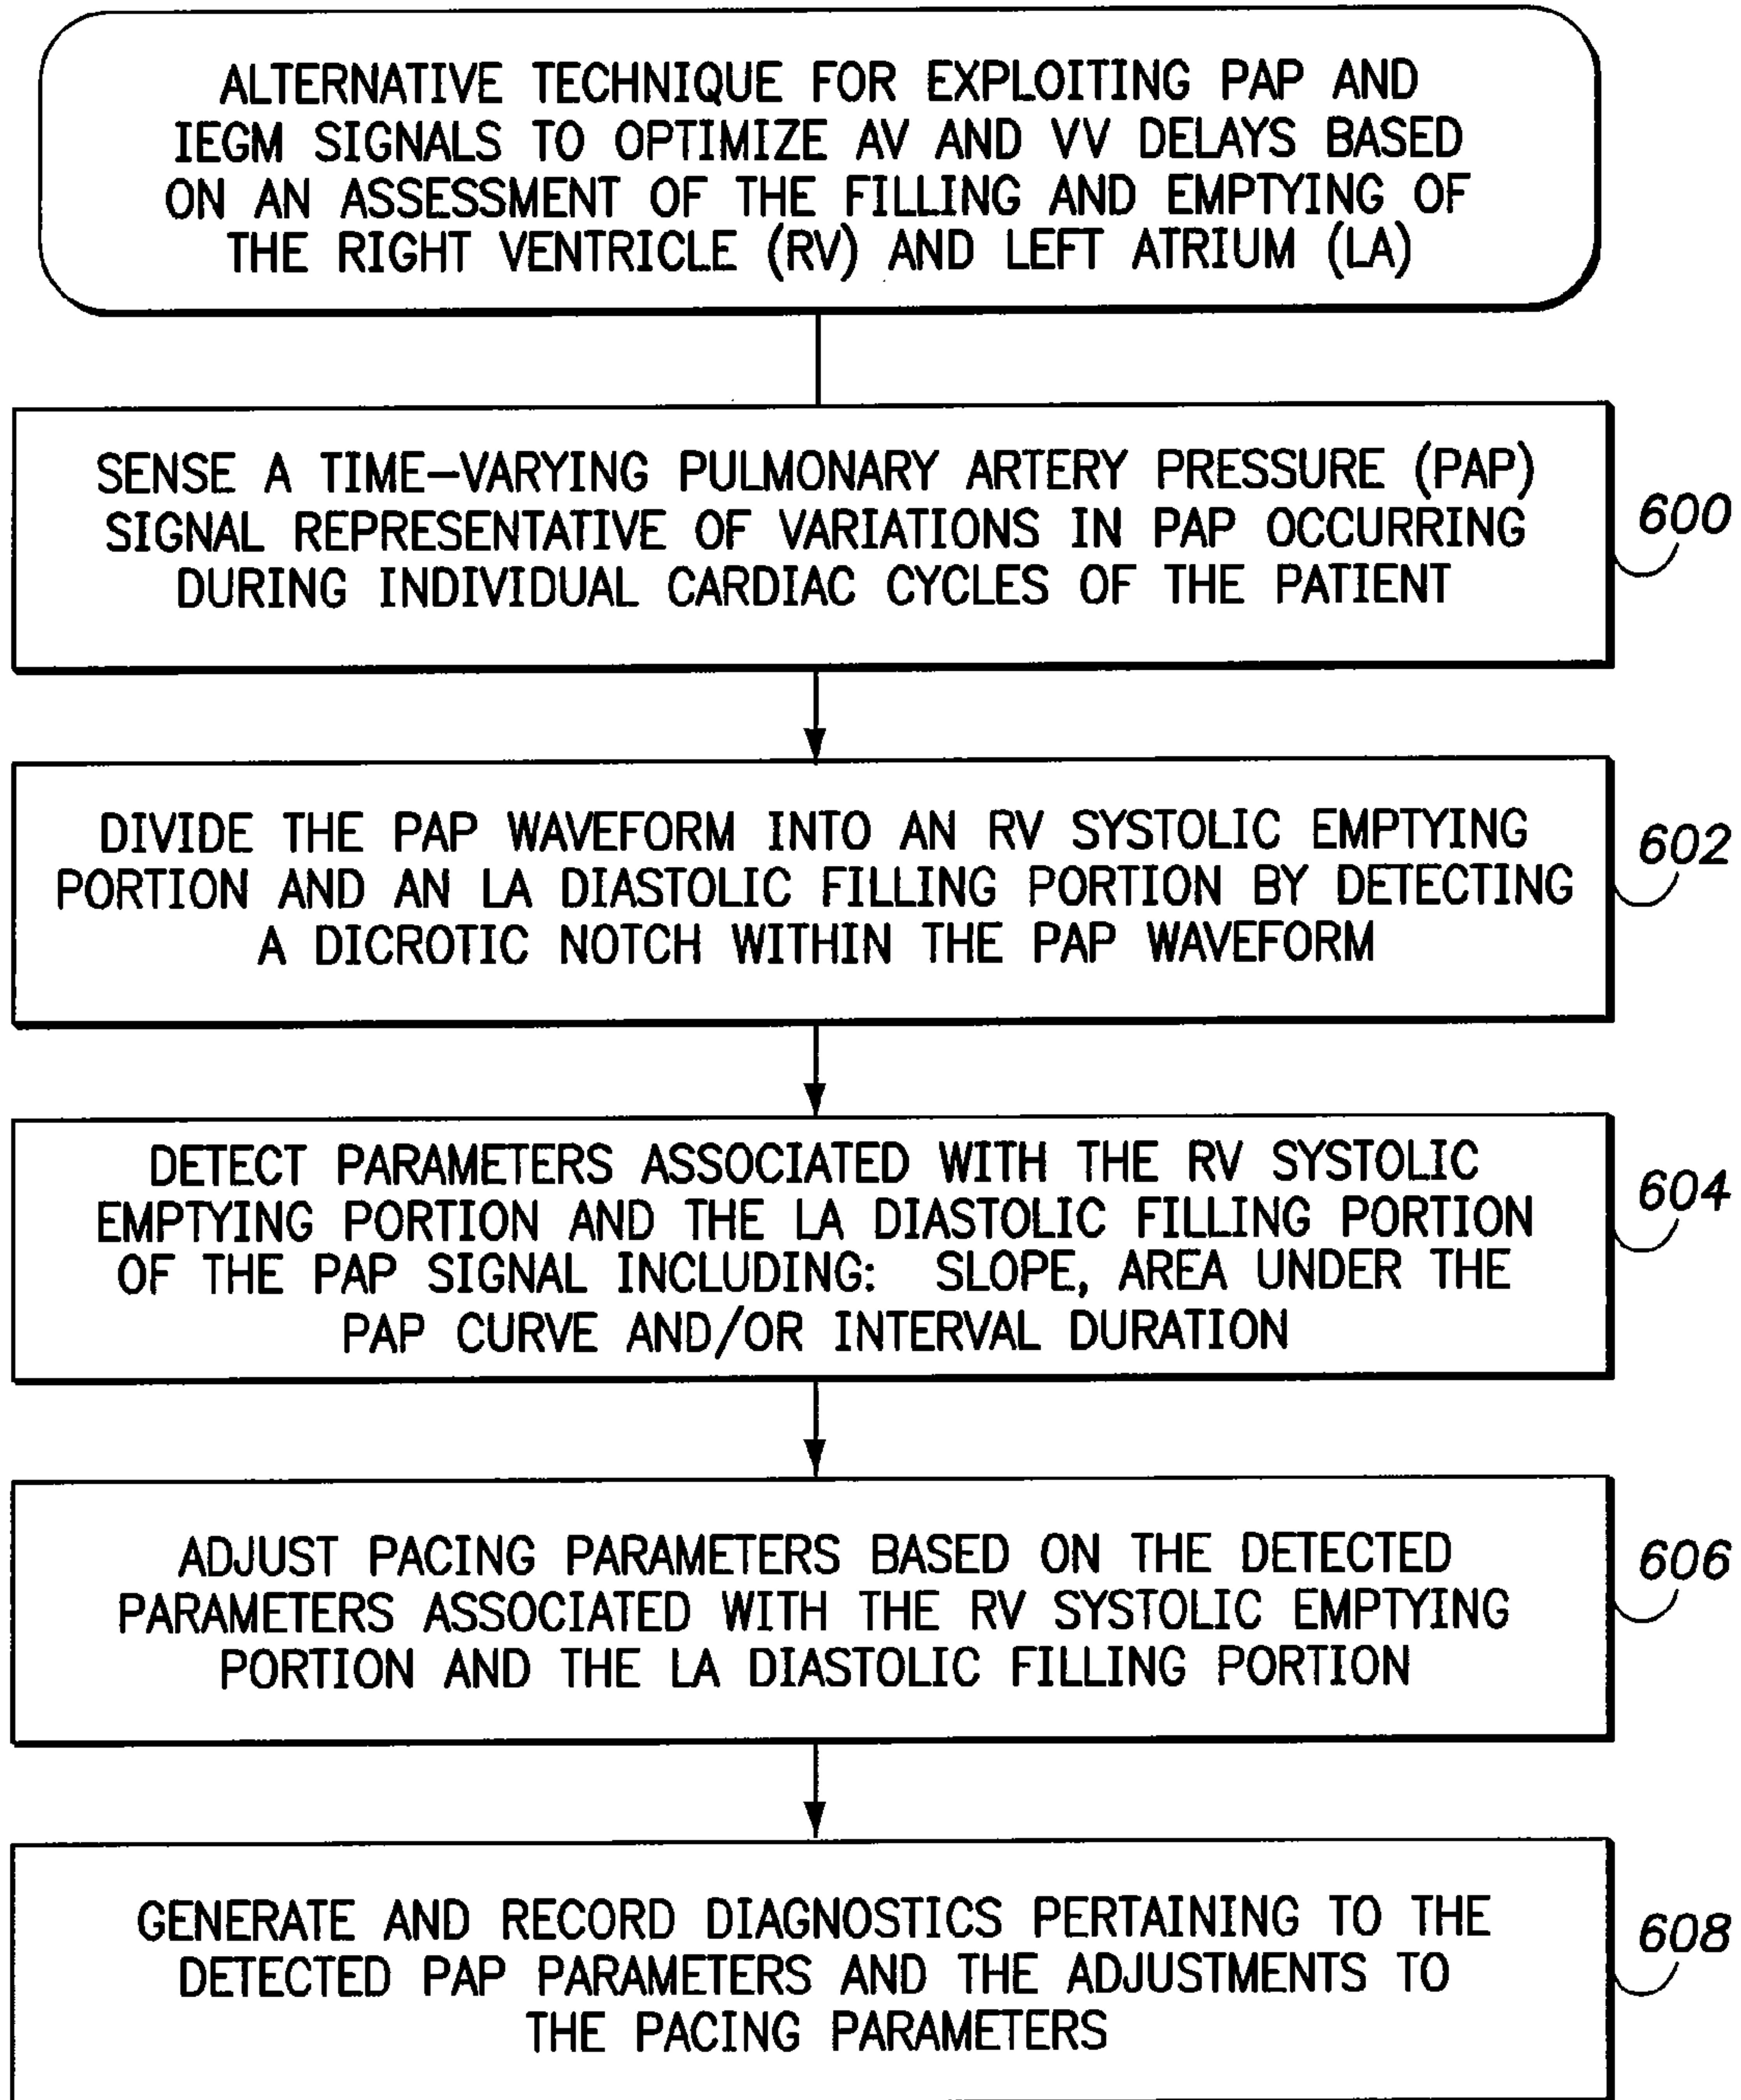 ALTERNATIVE TECHNIQUE FOR EXPLOITING PAP AND
IEGM SIGNALS TO OPTIMIZE AV AND VV DELAYS BASED
ON AN ASSESSMENT OF THE FILLING AND EMPTYING OF
THE RIGHT VENTRICLE (RV) AND LEFT ATRIUM (LA)
SENSE A TIME-VARYING PULMONARY ARTERY PRESSURE (PAP)
SIGNAL REPRESENTATIVE OF VARIATIONS IN PAP OCCURRING
DURING INDIVIDUAL CARDIAC CYCLES OF THE PATIENT
600
DIVIDE THE PAP WAVEFORM INTO AN RV SYSTOLIC EMPTYING
PORTION AND AN LA DIASTOLIC FILLING PORTION BY DETECTING
A DICROTIC NOTCH WITHIN THE PAP WAVEFORM
602
DETECT PARAMETERS ASSOCIATED WITH THE RV SYSTOLIC
EMPTYING PORTION AND THE LA DIASTOLIC FILLING PORTION
OF THE PAP SIGNAL INCLUDING: SLOPE, AREA UNDER THE
PAP CURVE AND/OR INTERVAL DURATION
604
ADJUST PACING PARAMETERS BASED ON THE DETECTED
PARAMETERS ASSOCIATED WITH THE RV SYSTOLIC EMPTYING
PORTION AND THE LA DIASTOLIC FILLING PORTION
606
GENERATE AND RECORD DIAGNOSTICS PERTAINING TO THE
DETECTED PAP PARAMETERS AND THE ADJUSTMENTS TO
THE PACING PARAMETERS
608